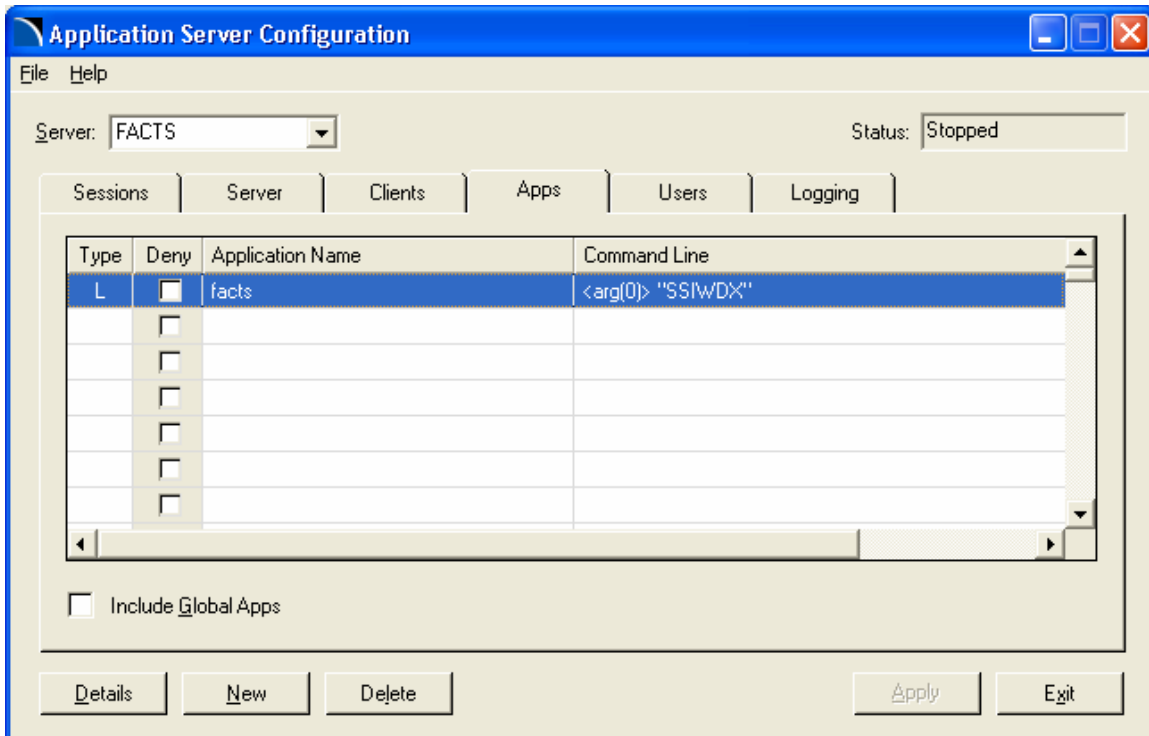 Application Server Configuration
File Help
Server: FACTS Status: Stopped
Sessions Server Clients Apps Users Logging
Type Deny Application Name Command Line
L facts <arg(0)> "SSIWDX"
Include Global Apps
Details New Delete Apply Exit